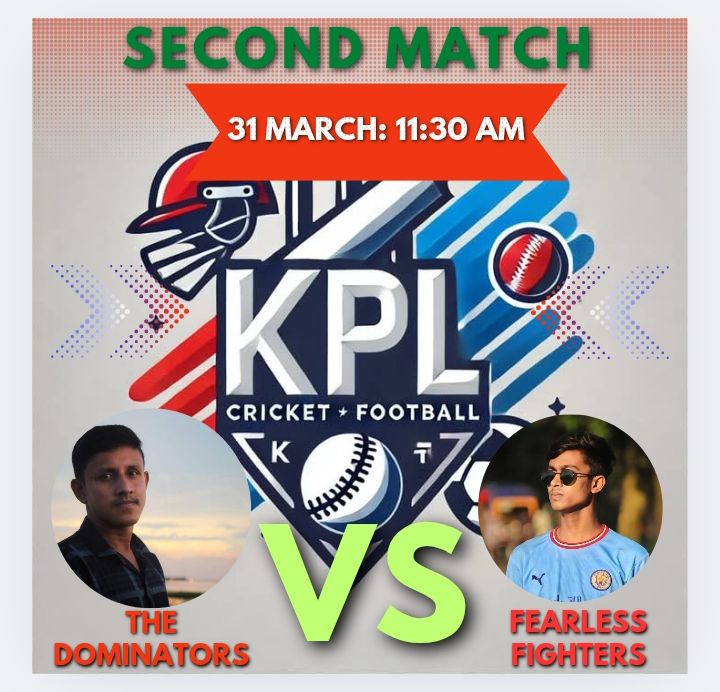 SECOND MATCH
31 MARCH: 11:30 AM
KPL
CRICKET ★ FOOTBALL
K T
VS
THE
DOMINATORS
FEARLESS
FIGHTERS